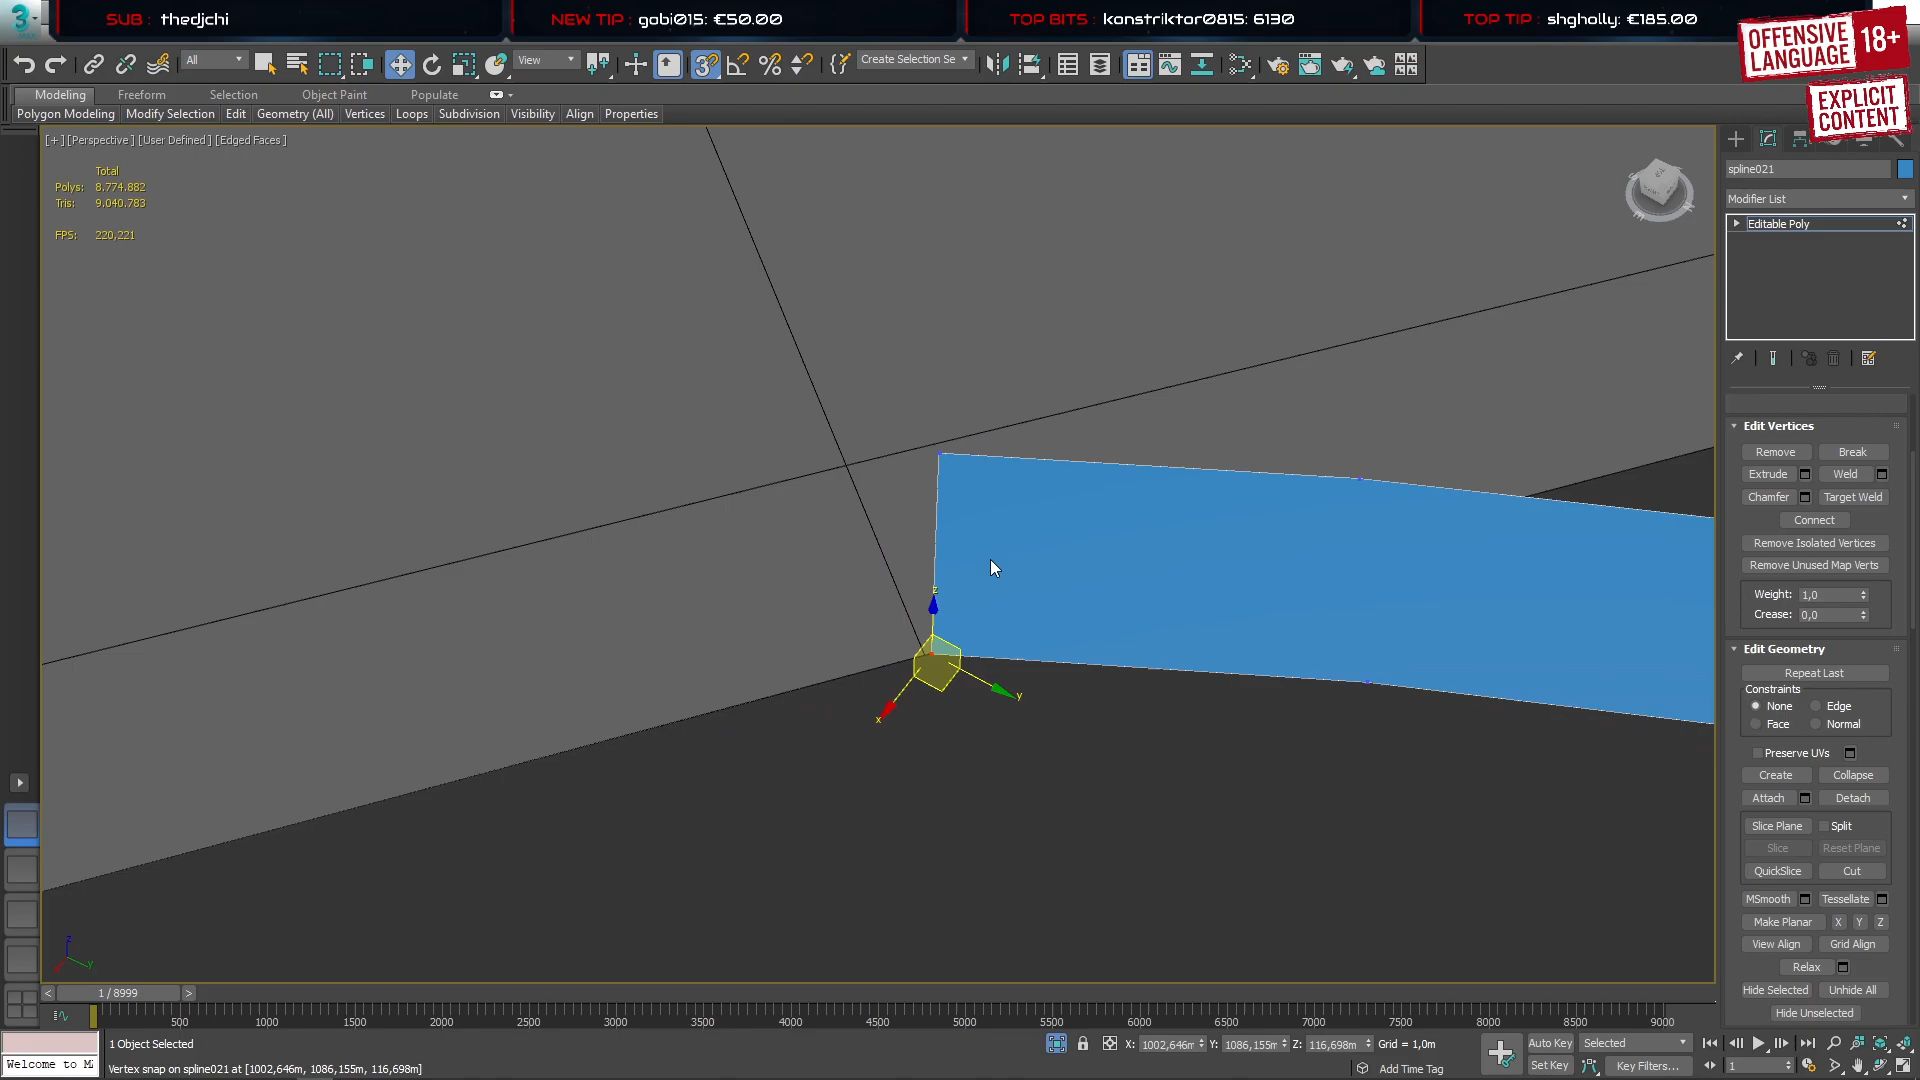 SUB : thedjchi
NEW TIP : gabi015: €50.00
TOP BITS : konstriktor0815: 6130
TOP TIP : shgholly: €185.00
OFFENSIVE LANGUAGE 18+
EXPLICIT CONTENT
All
View
Create Selection Se
Modeling Freeform Selection Object Paint Populate
Polygon Modeling Modify Selection Edit Geometry (All) Vertices Loops Subdivision Visibility Align Properties
[+] [Perspective ] [User Defined ] [Edged Faces ]
Total
Polys: 8.774.882
Tris: 9.040.783
FPS: 220,221
z
x
y
z
y
spline021
Modifier List
Editable Poly
Edit Vertices
Remove Break
Extrude Weld
Chamfer Target Weld
Connect
Remove Isolated Vertices
Remove Unused Map Verts
Weight: 1,0
Crease: 0,0
Edit Geometry
Repeat Last
Constraints
None Edge
Face Normal
Preserve UVs
Create Collapse
Attach Detach
Slice Plane Split
Slice Reset Plane
QuickSlice Cut
MSmooth Tessellate
Make Planar X Y Z
View Align Grid Align
Relax
Hide Selected Unhide All
Hide Unselected
< 1 / 8999 >
500 1000 1500 2000 2500 3000 3500 4000 4500 5000 5500 6000 6500 7000 7500 8000 8500 9000
1 Object Selected
X: 1002,646m Y: 1086,155m Z: 116,698m Grid = 1,0m
Auto Key Selected
Welcome to M
Vertex snap on spline021 at [1002,646m, 1086,155m, 116,698m]
Add Time Tag
Set Key Key Filters... 1